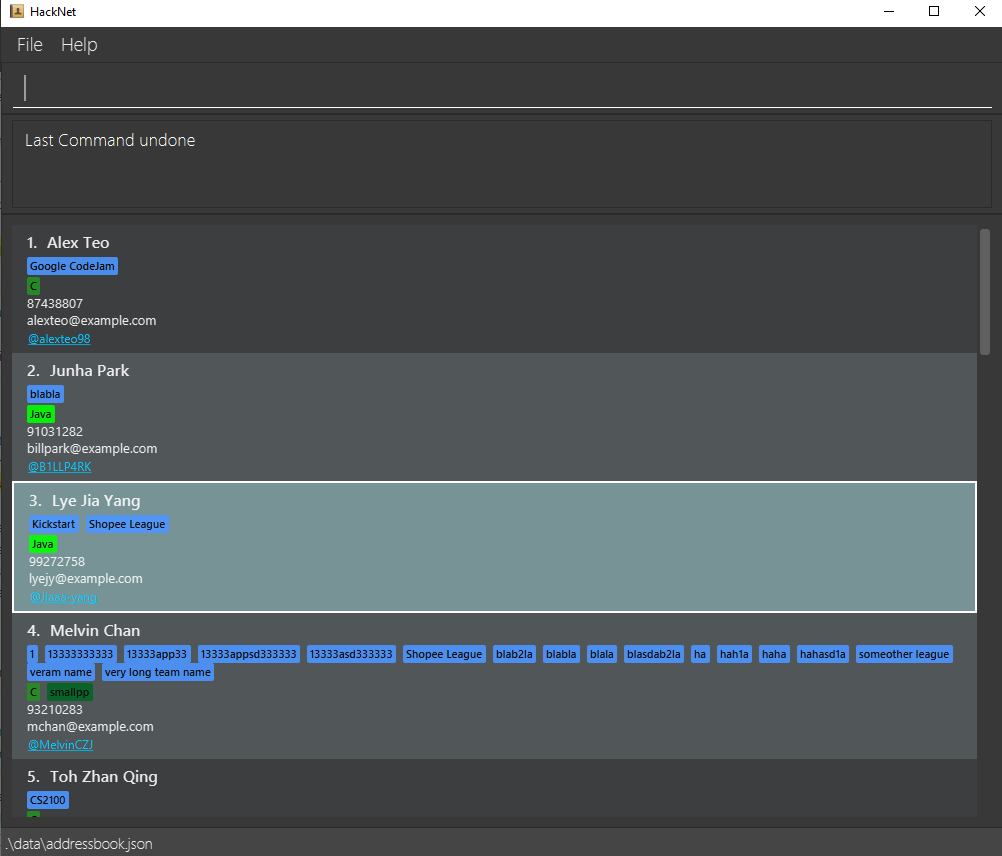 HackNet
File Help
Last Command undone
1. Alex Teo
Google CodeJam
C
87438807
alexteo@example.com
@alexteo98
2. Junha Park
blabla
Java
91031282
billpark@example.com
@B1LLP4RK
3. Lye Jia Yang
Kickstart Shopee League
Java
99272758
lyejy@example.com
@Jiaaa-yang
4. Melvin Chan
1 13333333333 13333app33 13333appsd333333 13333asd333333 Shopee League blab2la blabla blala blasdab2la ha hah1a haha hahasd1a someother league
veram name very long team name
C smallpp
93210283
mchan@example.com
@MelvinCZJ
5. Toh Zhan Qing
CS2100
.\data\addressbook.json